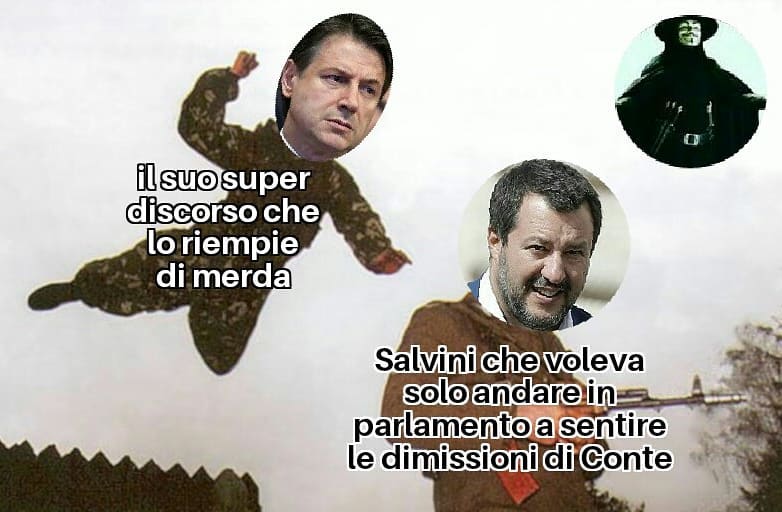 il suo super
discorso che
lo riempie
di merda
Salvini che voleva
solo andare in
parlamento a sentire
le dimissioni di Conte